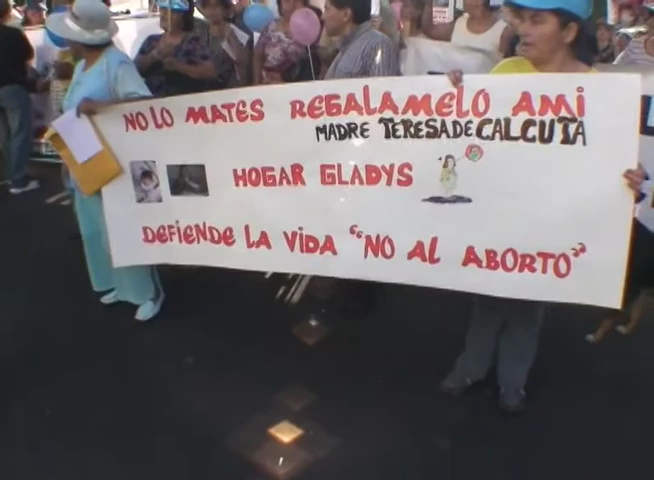 NO LO MATES REGALAMELO AMI
MADRE TERESA DE CALCUTA
HOGAR GLADYS
DEFIENDE LA VIDA "NO AL ABORTO"